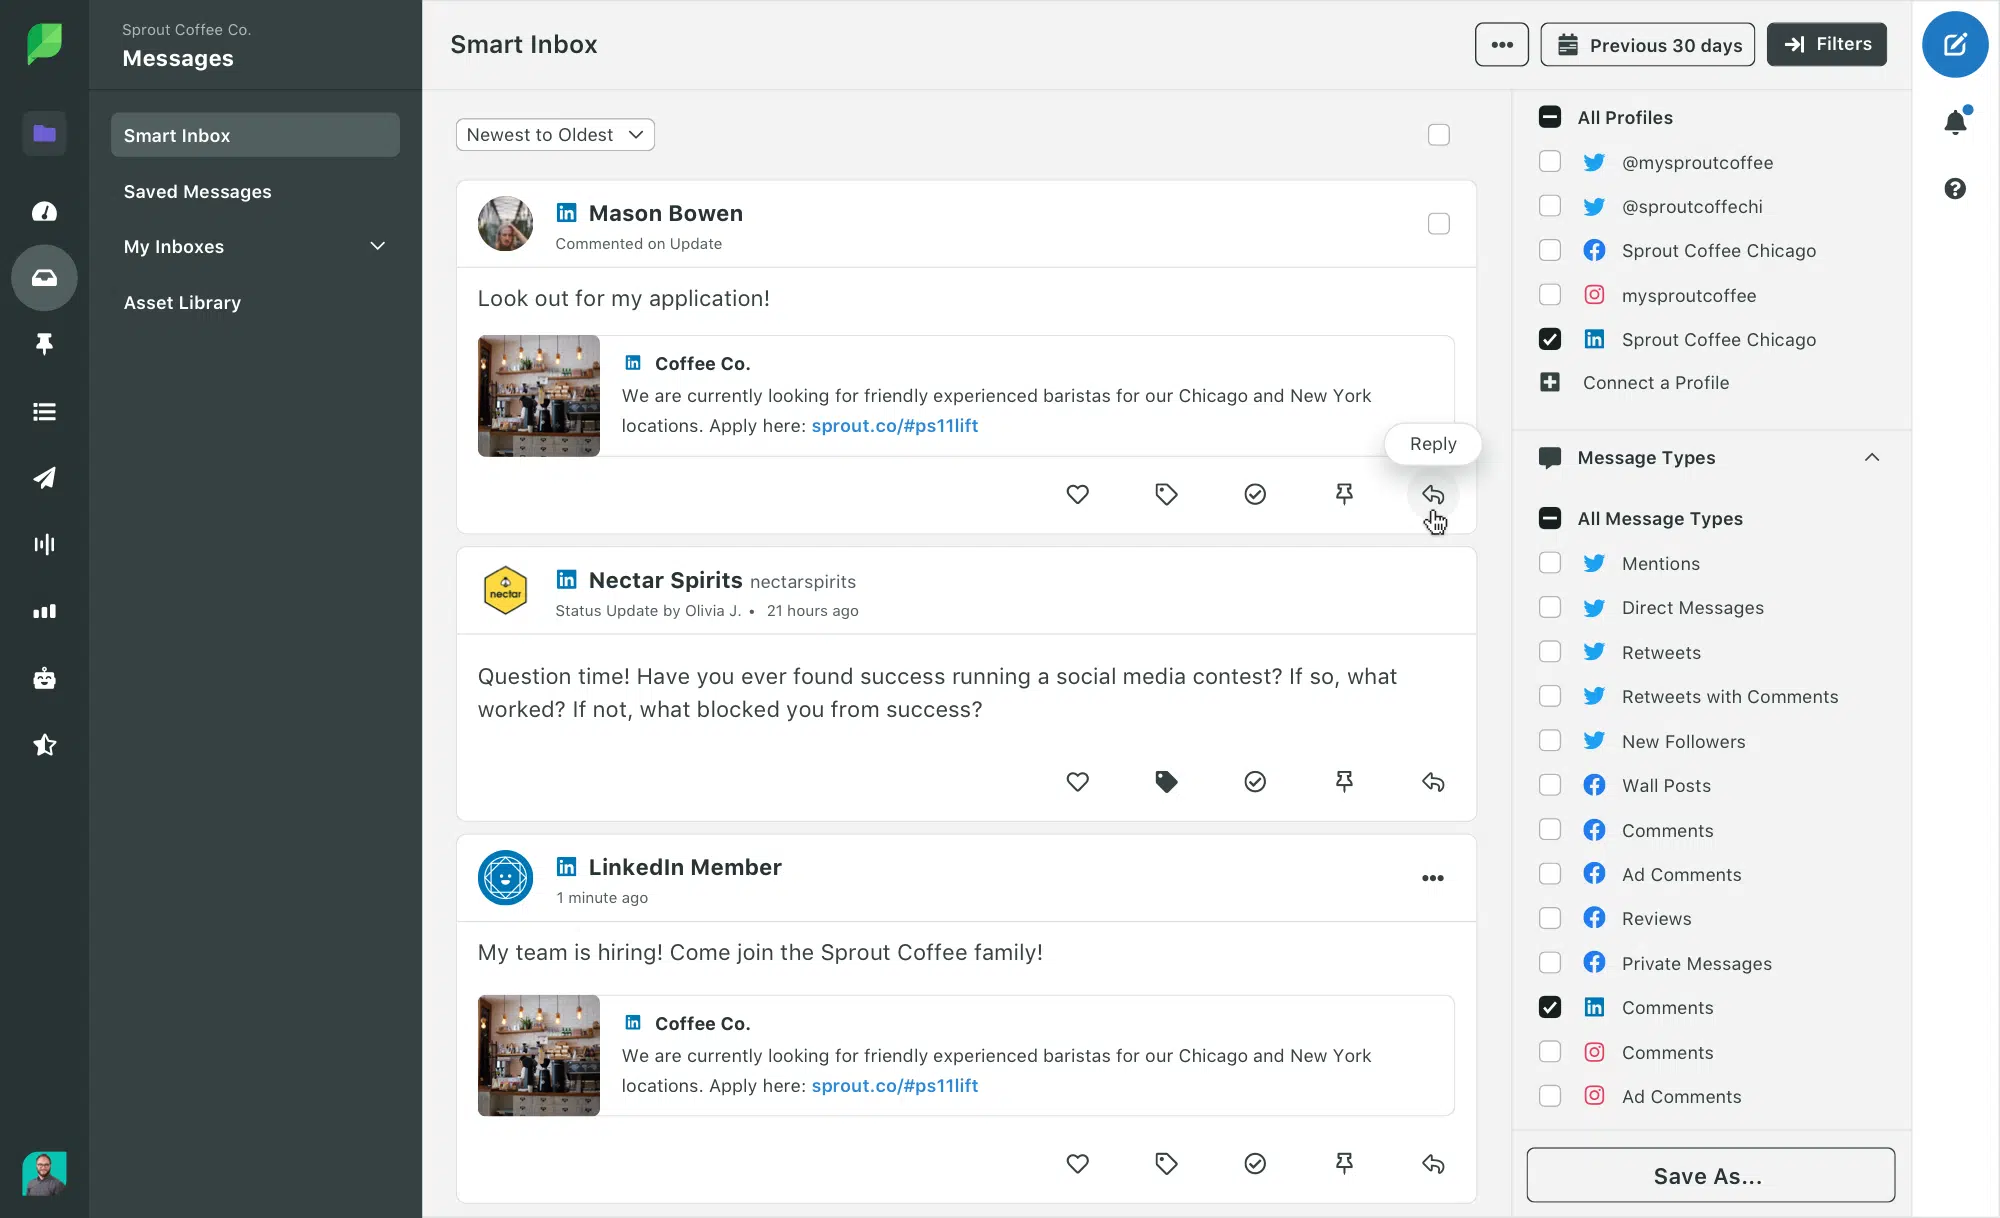 Sprout Coffee Co.
Messages
Smart Inbox
Saved Messages
My Inboxes
Asset Library
Smart Inbox
Previous 30 days
Filters
Newest to Oldest
Mason Bowen
Commented on Update
Look out for my application!
Coffee Co.
We are currently looking for friendly experienced baristas for our Chicago and New York
locations. Apply here: sprout.co/#ps11lift
Reply
nectar
Nectar Spirits nectarspirits
Status Update by Olivia J. • 21 hours ago
Question time! Have you ever found success running a social media contest? If so, what
worked? If not, what blocked you from success?
LinkedIn Member
1 minute ago
My team is hiring! Come join the Sprout Coffee family!
Coffee Co.
We are currently looking for friendly experienced baristas for our Chicago and New York
locations. Apply here: sprout.co/#ps11lift
All Profiles
@mysproutcoffee
@sproutcoffechi
Sprout Coffee Chicago
mysproutcoffee
Sprout Coffee Chicago
Connect a Profile
Message Types
All Message Types
Mentions
Direct Messages
Retweets
Retweets with Comments
New Followers
Wall Posts
Comments
Ad Comments
Reviews
Private Messages
Comments
Comments
Ad Comments
Save As...